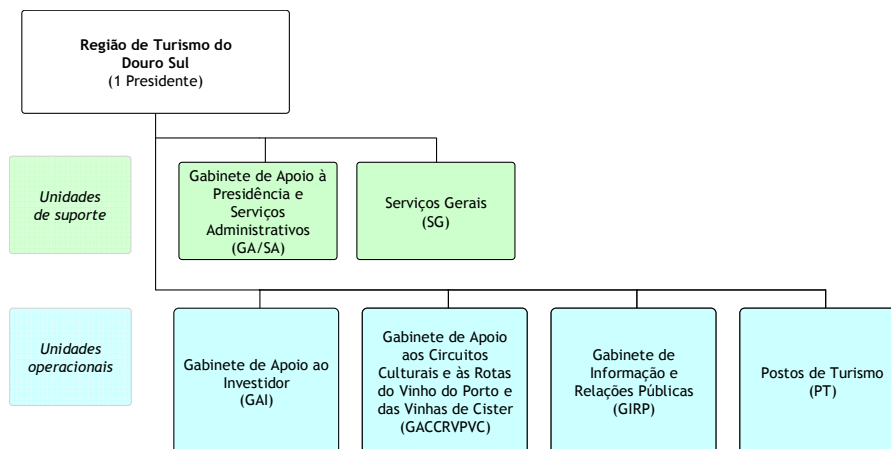 Região de Turismo do
Douro Sul
(1 Presidente)
Unidades
de suporte
Gabinete de Apoio à
Presidência e
Serviços
Administrativos
(GA/SA)
Serviços Gerais
(SG)
Unidades
operacionais
Gabinete de Apoio ao
Investidor
(GAI)
Gabinete de Apoio
aos Circuitos
Culturais e às Rotas
do Vinho do Porto e
das Vinhas de Cister
(GACCRVPVC)
Gabinete de
Informação e
Relações Públicas
(GIRP)
Postos de Turismo
(PT)